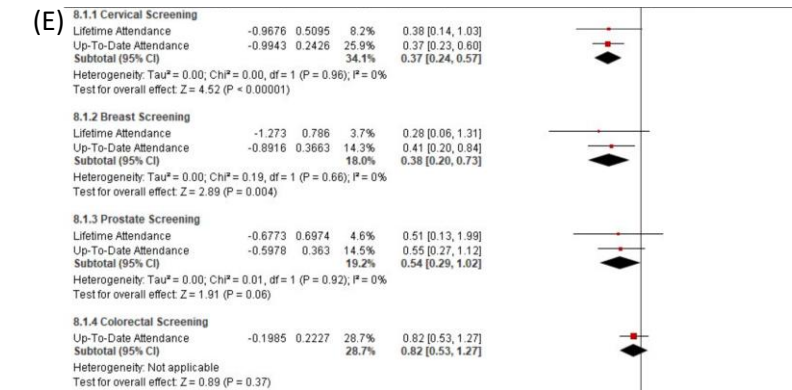 (E)
8.1.1 Cervical Screening
Lifetime Attendance -0.9676 0.5095 8.2% 0.38 [0.14, 1.03]
Up-To-Date Attendance -0.9943 0.2426 25.9% 0.37 [0.23, 0.60]
Subtotal (95% CI) 34.1% 0.37 [0.24, 0.57]
Heterogeneity: Tau² = 0.00; Chi² = 0.00, df = 1 (P = 0.96); I² = 0%
Test for overall effect: Z = 4.52 (P < 0.00001)
8.1.2 Breast Screening
Lifetime Attendance -1.273 0.786 3.7% 0.28 [0.06, 1.31]
Up-To-Date Attendance -0.8916 0.3663 14.3% 0.41 [0.20, 0.84]
Subtotal (95% CI) 18.0% 0.38 [0.20, 0.73]
Heterogeneity: Tau² = 0.00; Chi² = 0.19, df = 1 (P = 0.66); I² = 0%
Test for overall effect: Z = 2.89 (P = 0.004)
8.1.3 Prostate Screening
Lifetime Attendance -0.6773 0.6974 4.6% 0.51 [0.13, 1.99]
Up-To-Date Attendance -0.5978 0.363 14.5% 0.55 [0.27, 1.12]
Subtotal (95% CI) 19.2% 0.54 [0.29, 1.02]
Heterogeneity: Tau² = 0.00; Chi² = 0.01, df = 1 (P = 0.92); I² = 0%
Test for overall effect: Z = 1.91 (P = 0.06)
8.1.4 Colorectal Screening
Up-To-Date Attendance -0.1985 0.2227 28.7% 0.82 [0.53, 1.27]
Subtotal (95% CI) 28.7% 0.82 [0.53, 1.27]
Heterogeneity: Not applicable
Test for overall effect: Z = 0.89 (P = 0.37)